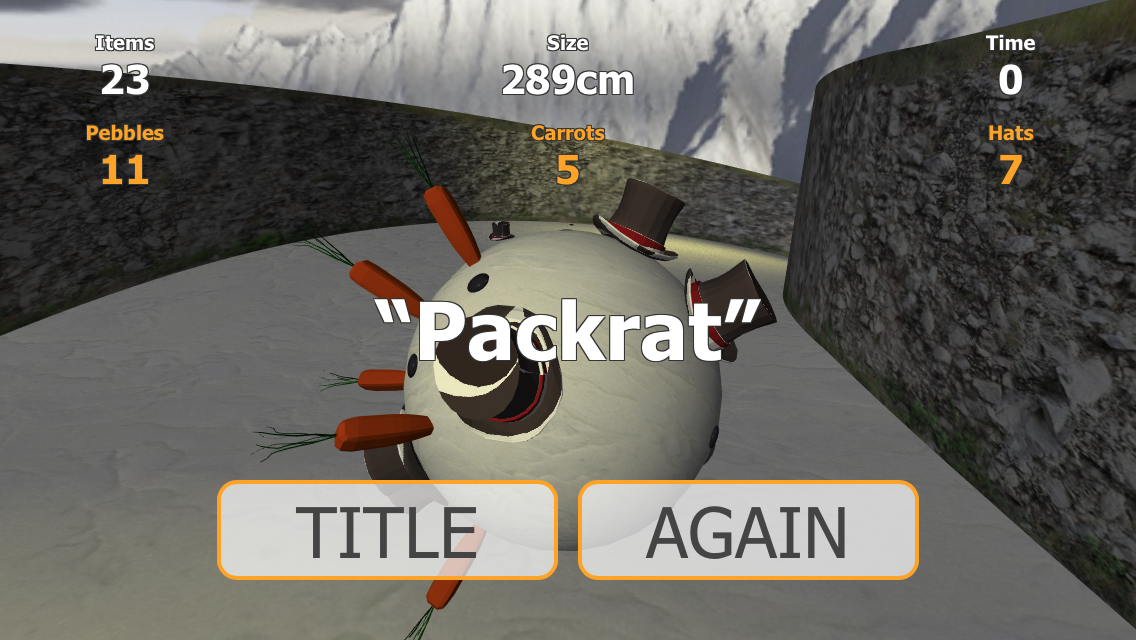 Items
23
Size
289cm
Time
0
Pebbles
11
Carrots
5
Hats
7
“Packrat”
TITLE
AGAIN